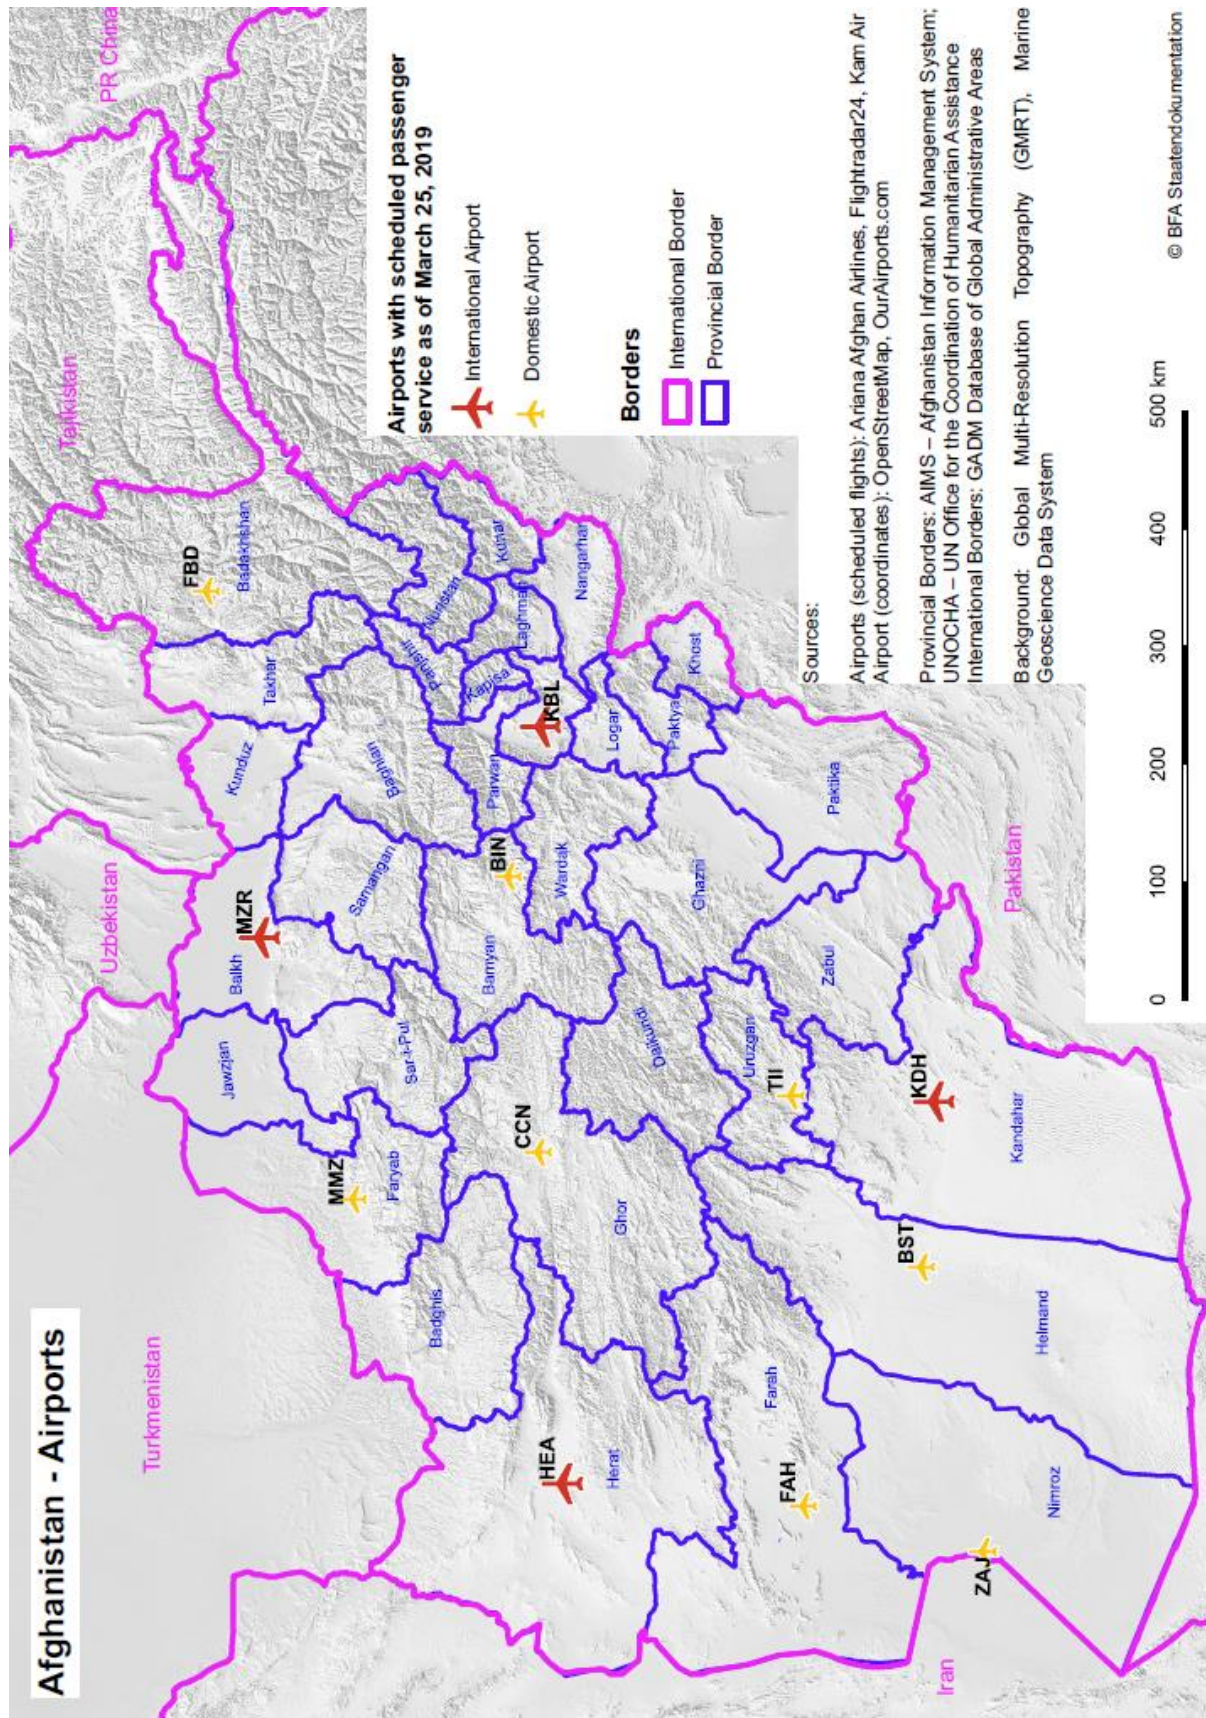 Afghanistan - Airports
Turkmenistan
Uzbekistan
Tajikistan
PR China
Iran
Pakistan
FBD
Badakhshan
Takhar
Kunduz
MZR
Balkh
Jawzjan
MMZ
Faryab
Sar-i-Pul
Samangan
Baghlan
Panjshir
Nuristan
Kunar
Laghman
Kapisa
Nangarhar
Parwan
KBL
BIN
Bamyan
Wardak
Logar
Paktya
Khost
Badghis
CCN
Ghor
HEA
Herat
Daikundi
Ghazni
Paktika
Uruzgan
TII
Zabul
FAH
Farah
BST
Helmand
KDH
Kandahar
ZAJ
Nimroz
Airports with scheduled passenger
service as of March 25, 2019
International Airport
Domestic Airport
Borders
International Border
Provincial Border
Sources:
Airports (scheduled flights): Ariana Afghan Airlines, Flightradar24, Kam Air
Airport (coordinates): OpenStreetMap, OurAirports.com
Provincial Borders: AIMS – Afghanistan Information Management System;
UNOCHA – UN Office for the Coordination of Humanitarian Assistance
International Borders: GADM Database of Global Administrative Areas
Background: Global Multi-Resolution Topography (GMRT), Marine
Geoscience Data System
0 100 200 300 400 500 km
© BFA Staatendokumentation